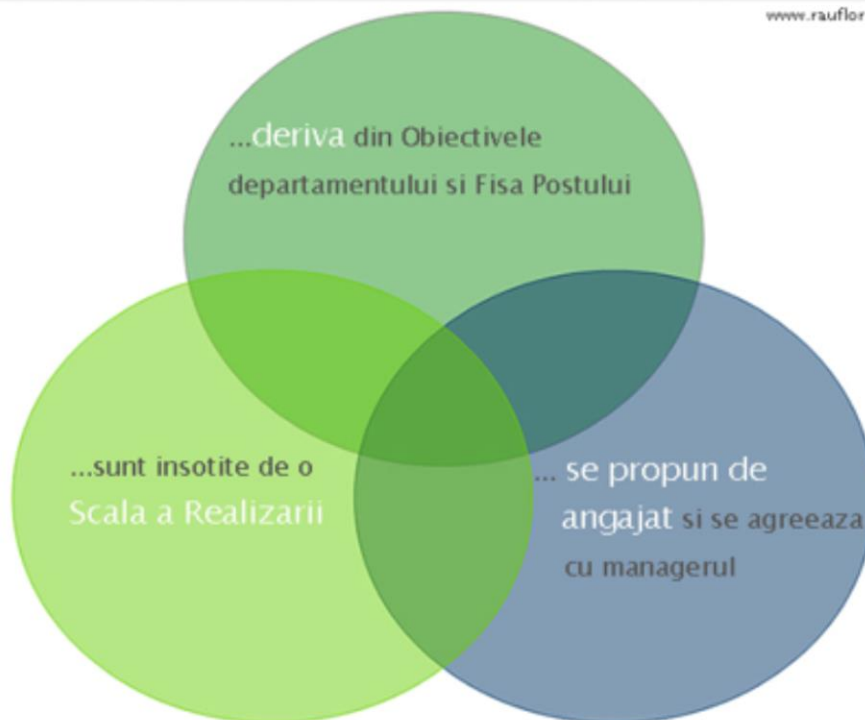 www.rauflor
...deriva din Obiectivele
departamentului si Fisa Postului
...sunt insotite de o
Scala a Realizarii
... se propun de
angajat si se agreeaza
cu managerul